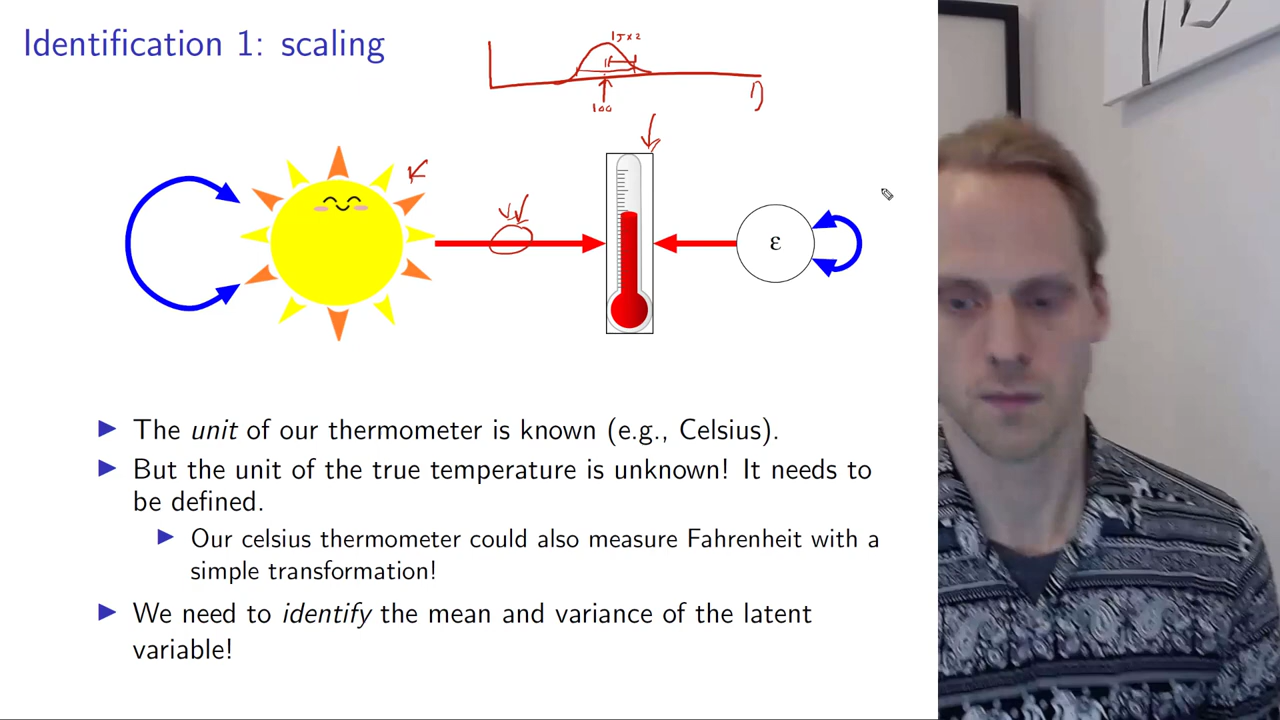 Identification 1: scaling
15×2
100
ε
▶ The unit of our thermometer is known (e.g., Celsius).
▶ But the unit of the true temperature is unknown! It needs to
be defined.
▶ Our celsius thermometer could also measure Fahrenheit with a
simple transformation!
▶ We need to identify the mean and variance of the latent
variable!